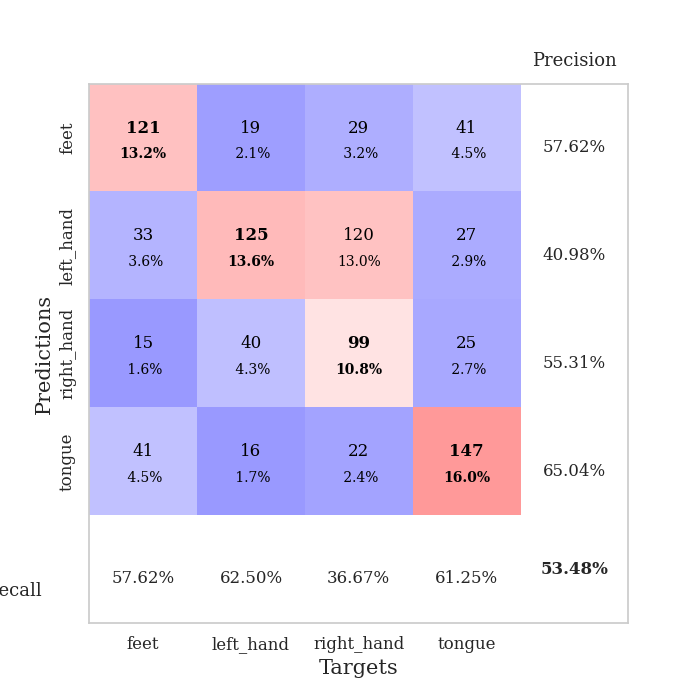 Precision
feet 121 19 29 41 57.62%
13.2% 2.1% 3.2% 4.5%
left_hand 33 125 120 27 40.98%
3.6% 13.6% 13.0% 2.9%
right_hand 15 40 99 25 55.31%
1.6% 4.3% 10.8% 2.7%
tongue 41 16 22 147 65.04%
4.5% 1.7% 2.4% 16.0%
Predictions
ecall 57.62% 62.50% 36.67% 61.25% 53.48%
feet left_hand right_hand tongue
Targets